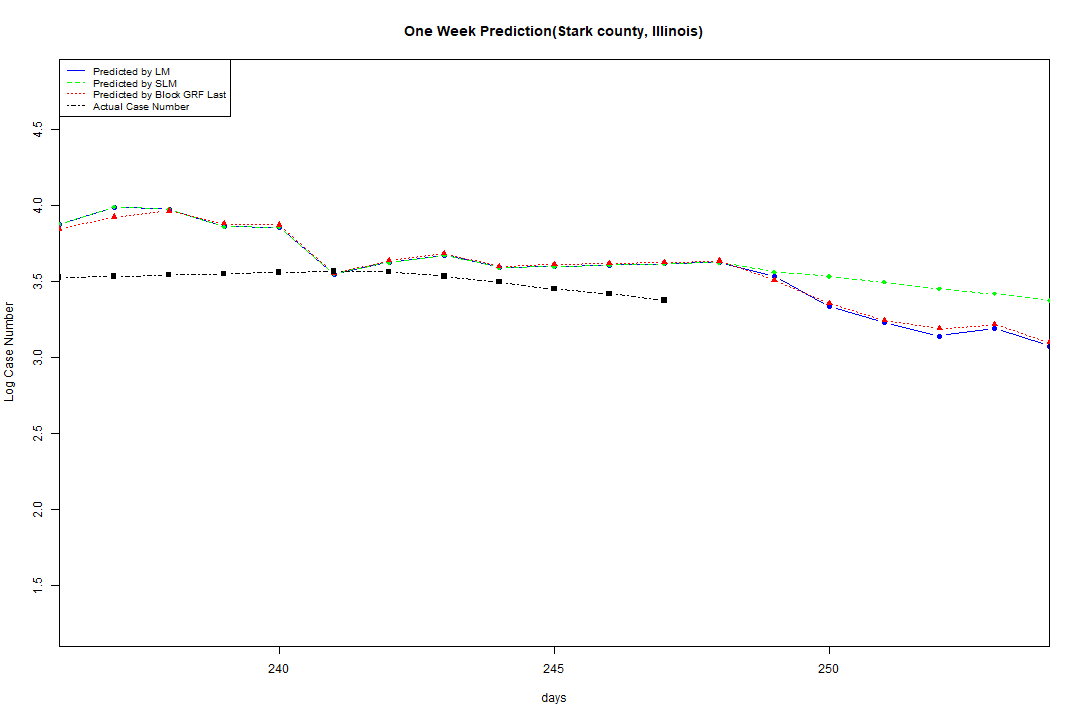 One Week Prediction(Stark county, Illinois)
Predicted by LM
Predicted by SLM
Predicted by Block GRF Last
Actual Case Number
Log Case Number
4.5
4.0
3.5
3.0
2.5
2.0
1.5
240
245
250
days